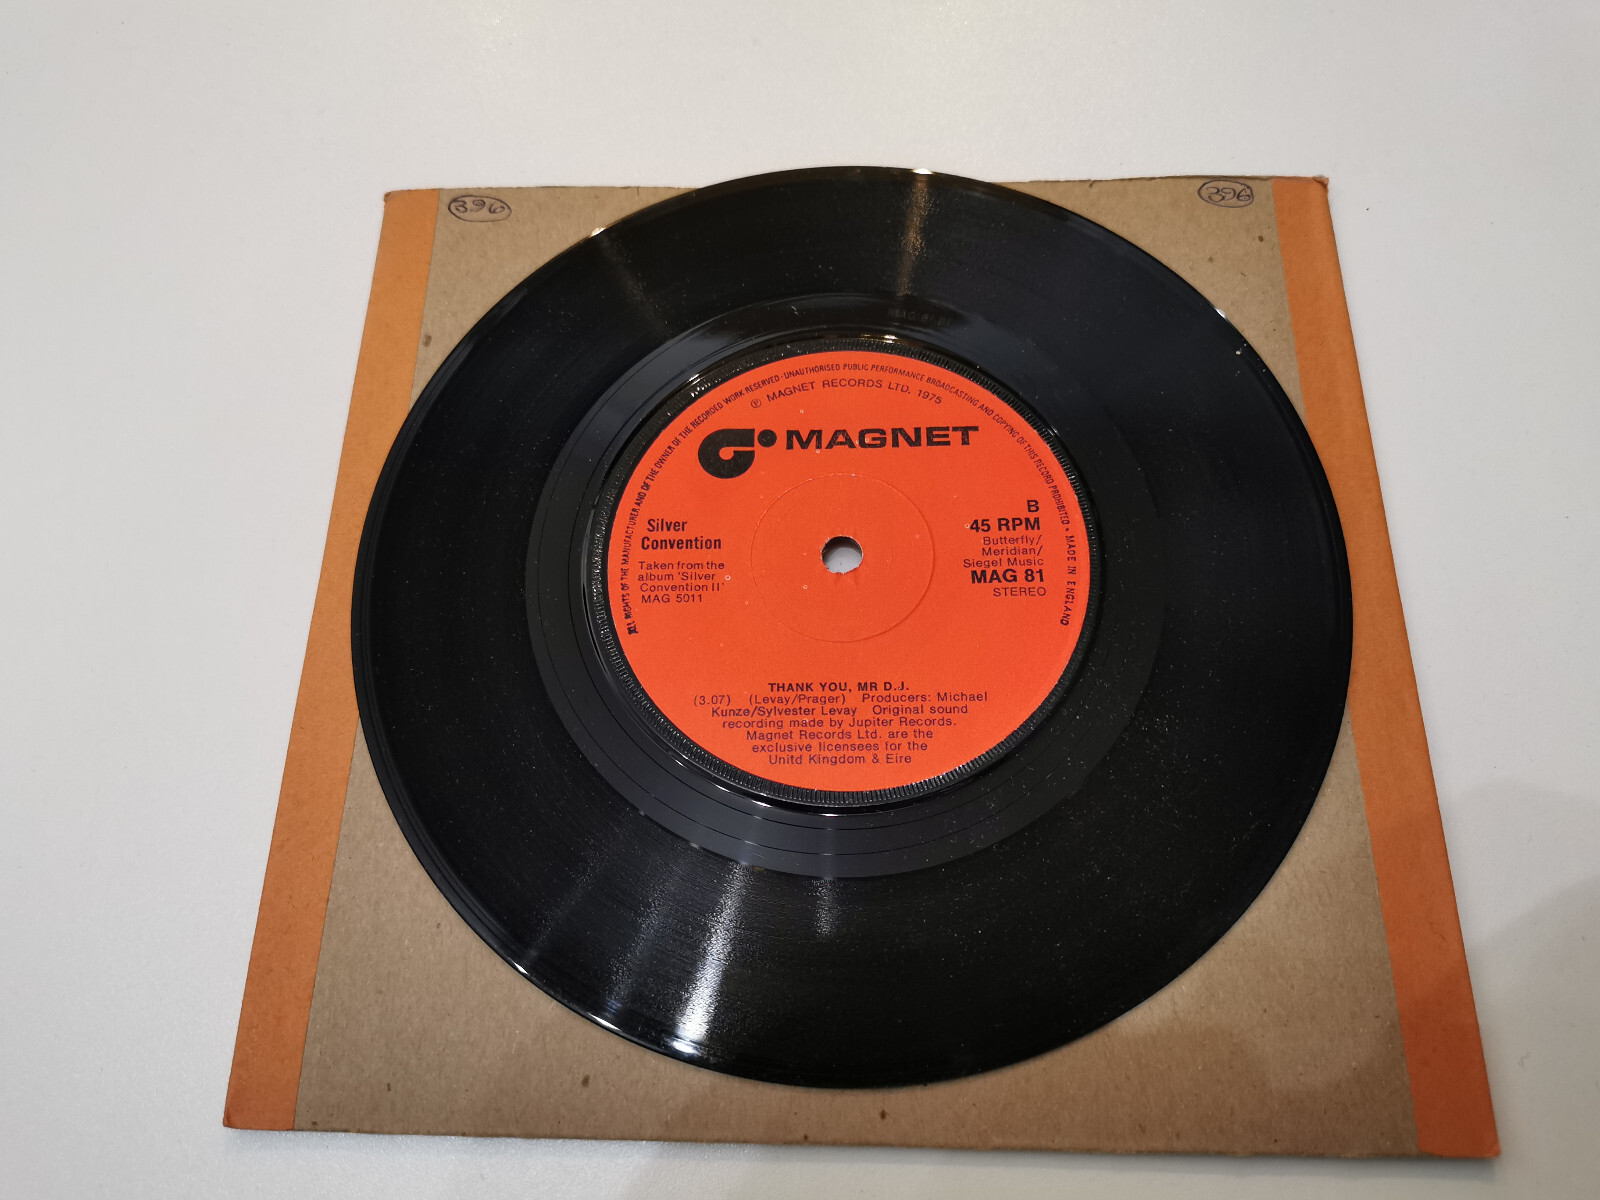 396
396
ALL RIGHTS OF THE MANUFACTURER AND OF THE OWNER OF THE RECORDED WORK RESERVED · UNAUTHORISED PUBLIC PERFORMANCE BROADCASTING AND COPYING OF THIS RECORD PROHIBITED • MADE IN ENGLAND
℗ MAGNET RECORDS LTD. 1975
MAGNET
Silver
Convention
Taken from the
album 'Silver
Convention II'
MAG 5011
B
45 RPM
Butterfly/
Meridian/
Siegel Music
MAG 81
STEREO
THANK YOU, MR D.J.
(3.07) (Levay/Prager) Producers: Michael
Kunze/Sylvester Levay Original sound
recording made by Jupiter Records.
Magnet Records Ltd. are the
exclusive licensees for the
Unitd Kingdom & Eire